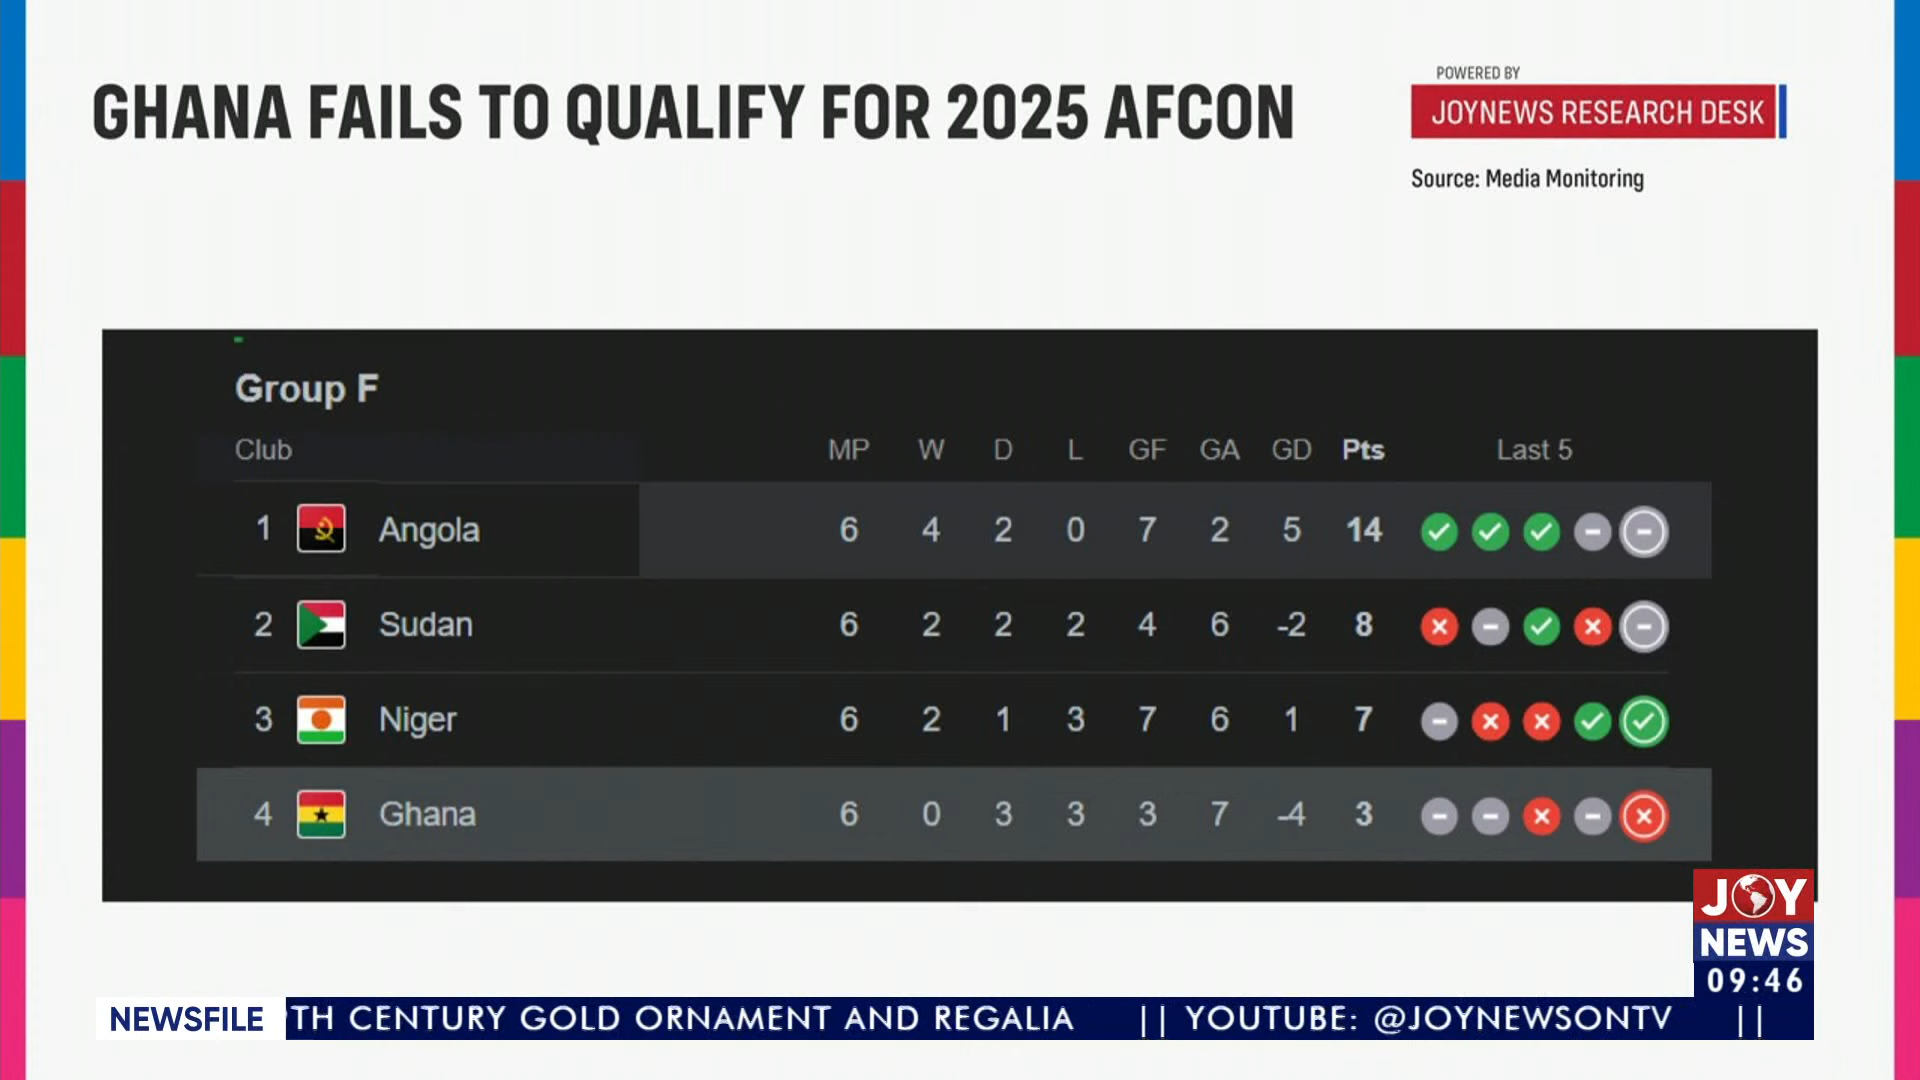 GHANA FAILS TO QUALIFY FOR 2025 AFCON
POWERED BY
JOYNEWS RESEARCH DESK
Source: Media Monitoring
Group F
Club MP W D L GF GA GD Pts Last 5
1 Angola 6 4 2 0 7 2 5 14
2 Sudan 6 2 2 2 4 6 -2 8
3 Niger 6 2 1 3 7 6 1 7
4 Ghana 6 0 3 3 3 7 -4 3
JOY
NEWS
09:46
NEWSFILE TH CENTURY GOLD ORNAMENT AND REGALIA || YOUTUBE: @JOYNEWSONTV ||